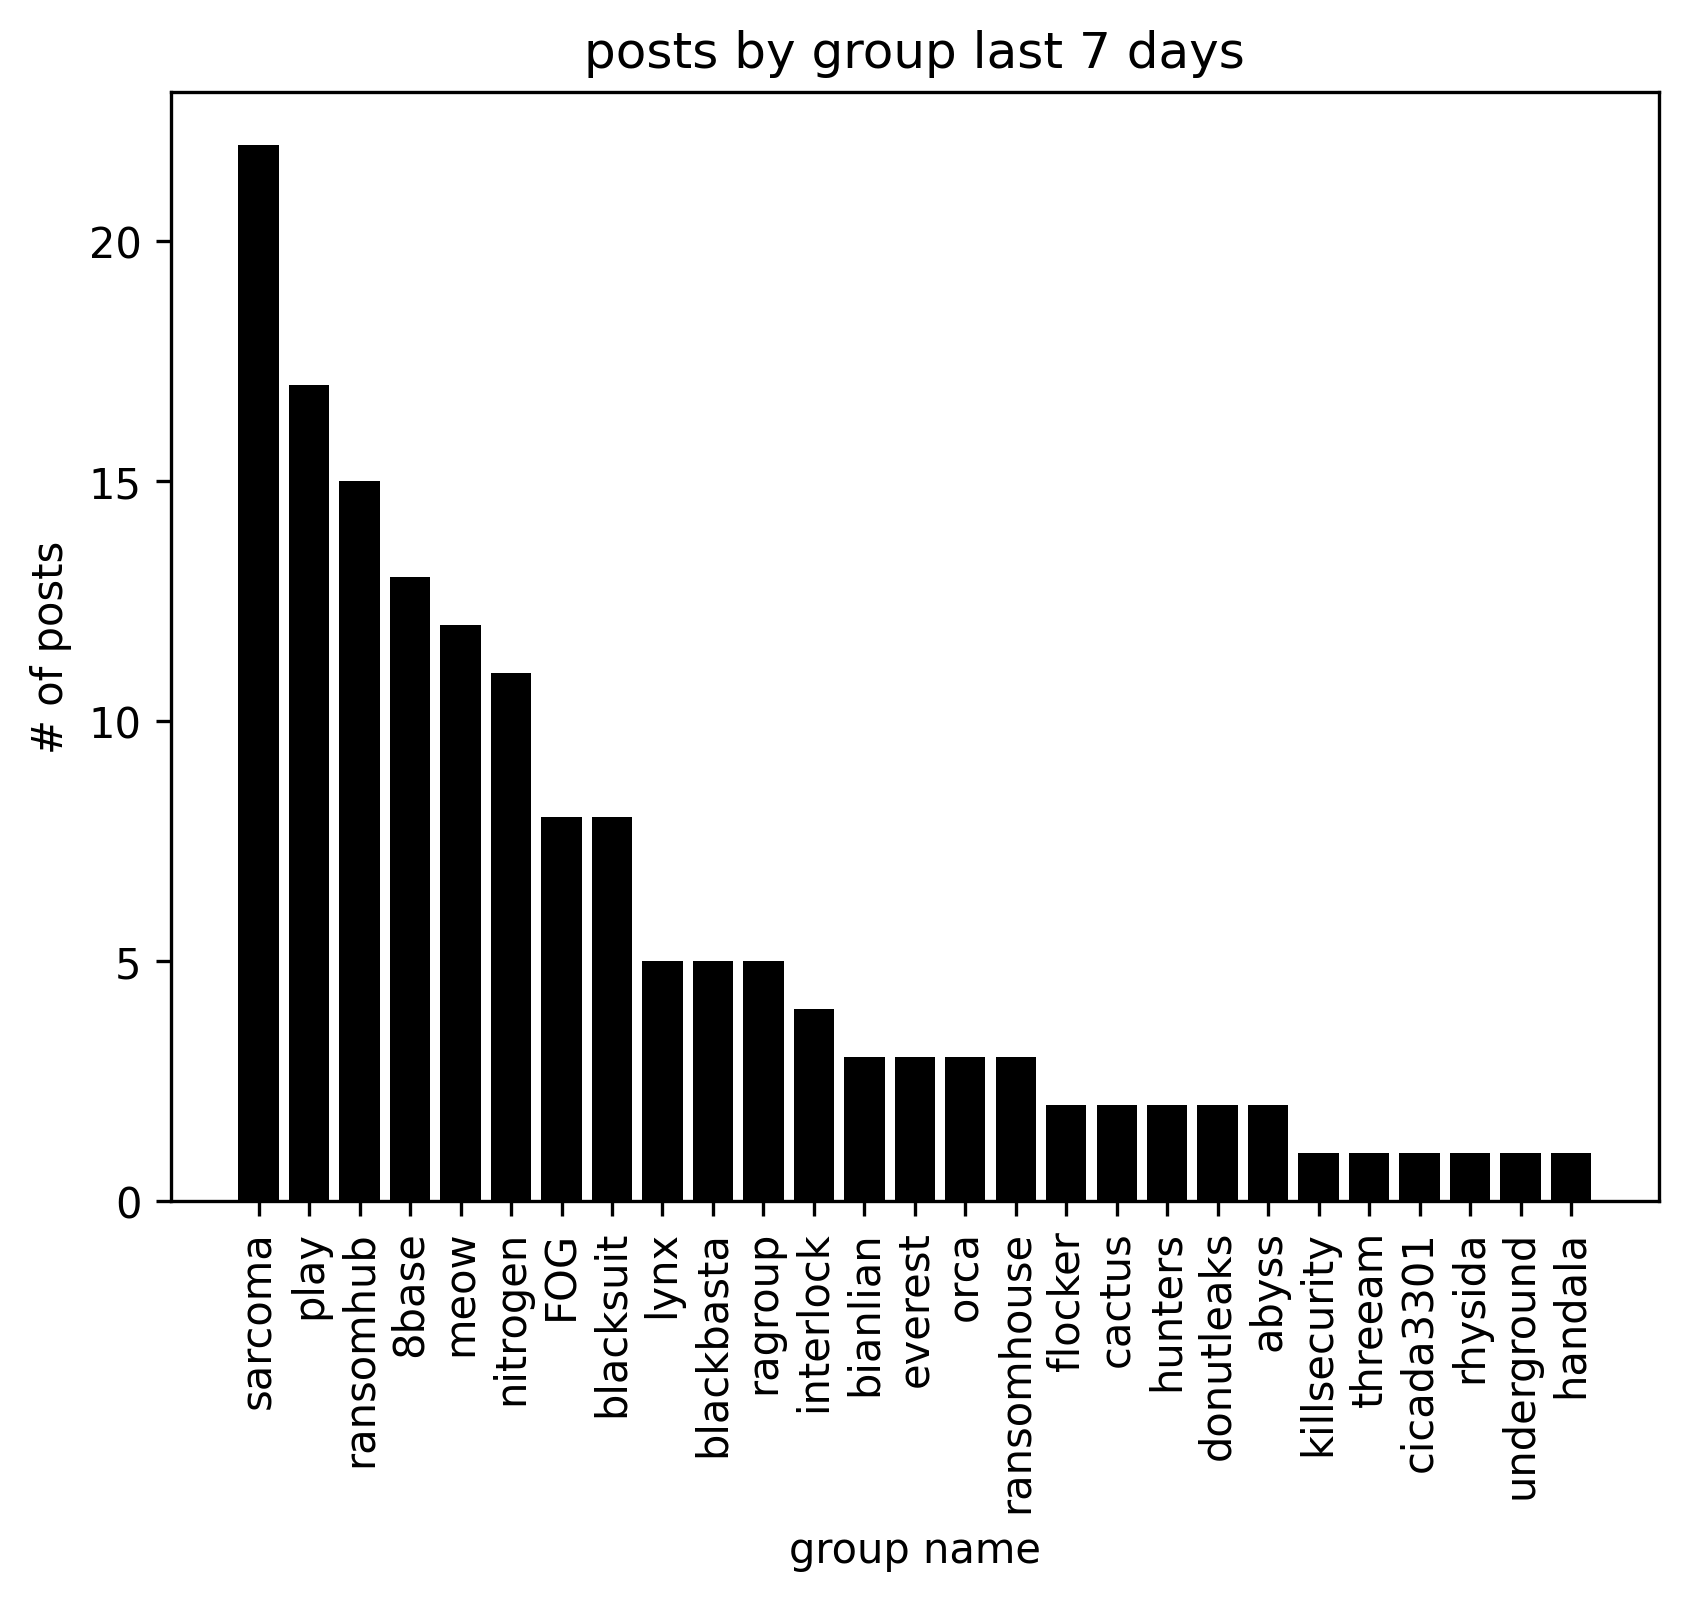 posts by group last 7 days
# of posts
20
15
10
5
0
sarcoma
play
ransomhub
8base
meow
nitrogen
FOG
blacksuit
lynx
blackbasta
ragroup
interlock
bianlian
everest
orca
ransomhouse
flocker
cactus
hunters
donutleaks
abyss
killsecurity
threeam
cicada3301
rhysida
underground
handala
group name